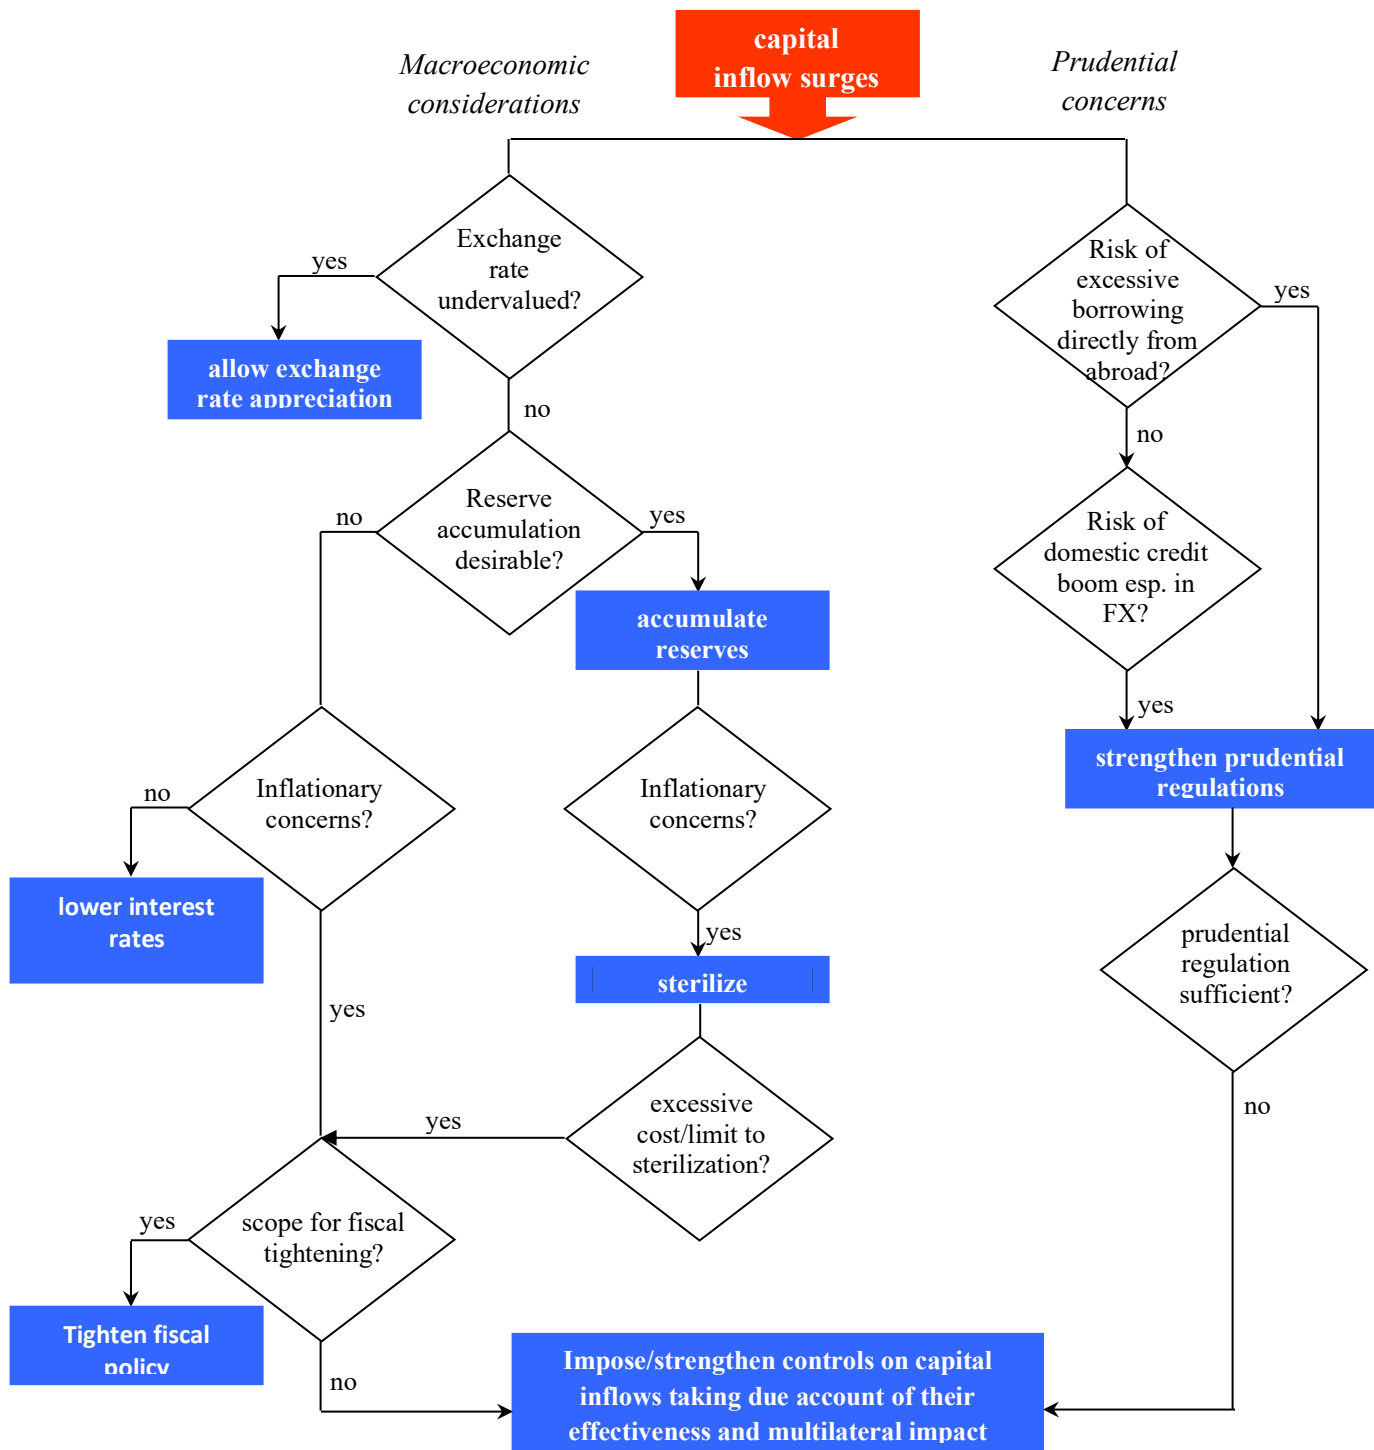 capital
inflow surges
Macroeconomic
considerations
Prudential
concerns
Exchange
rate
undervalued?
yes
allow exchange
rate appreciation
no
Reserve
accumulation
desirable?
no
yes
accumulate
reserves
Inflationary
concerns?
no
lower interest
rates
yes
Inflationary
concerns?
yes
sterilize
excessive
cost/limit to
sterilization?
yes
scope for fiscal
tightening?
yes
Tighten fiscal
policy
no
Risk of
excessive
borrowing
directly from
abroad?
yes
no
Risk of
domestic credit
boom esp. in
FX?
yes
strengthen prudential
regulations
prudential
regulation
sufficient?
no
Impose/strengthen controls on capital
inflows taking due account of their
effectiveness and multilateral impact